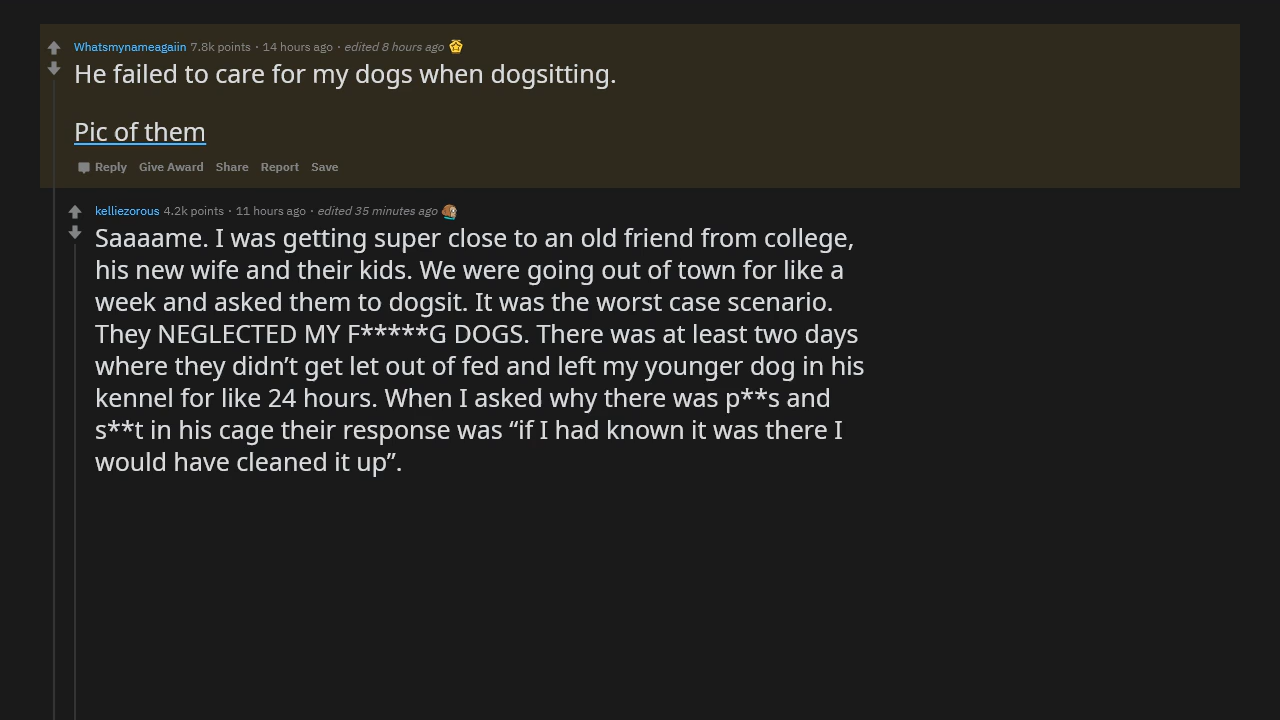 Whatsmynameagaiin 7.8k points · 14 hours ago · edited 8 hours ago
He failed to care for my dogs when dogsitting.
Pic of them
Reply Give Award Share Report Save
kelliezorous 4.2k points · 11 hours ago · edited 35 minutes ago
Saaaame. I was getting super close to an old friend from college,
his new wife and their kids. We were going out of town for like a
week and asked them to dogsit. It was the worst case scenario.
They NEGLECTED MY F*****G DOGS. There was at least two days
where they didn’t get let out of fed and left my younger dog in his
kennel for like 24 hours. When I asked why there was p**s and
s**t in his cage their response was “if I had known it was there I
would have cleaned it up”.